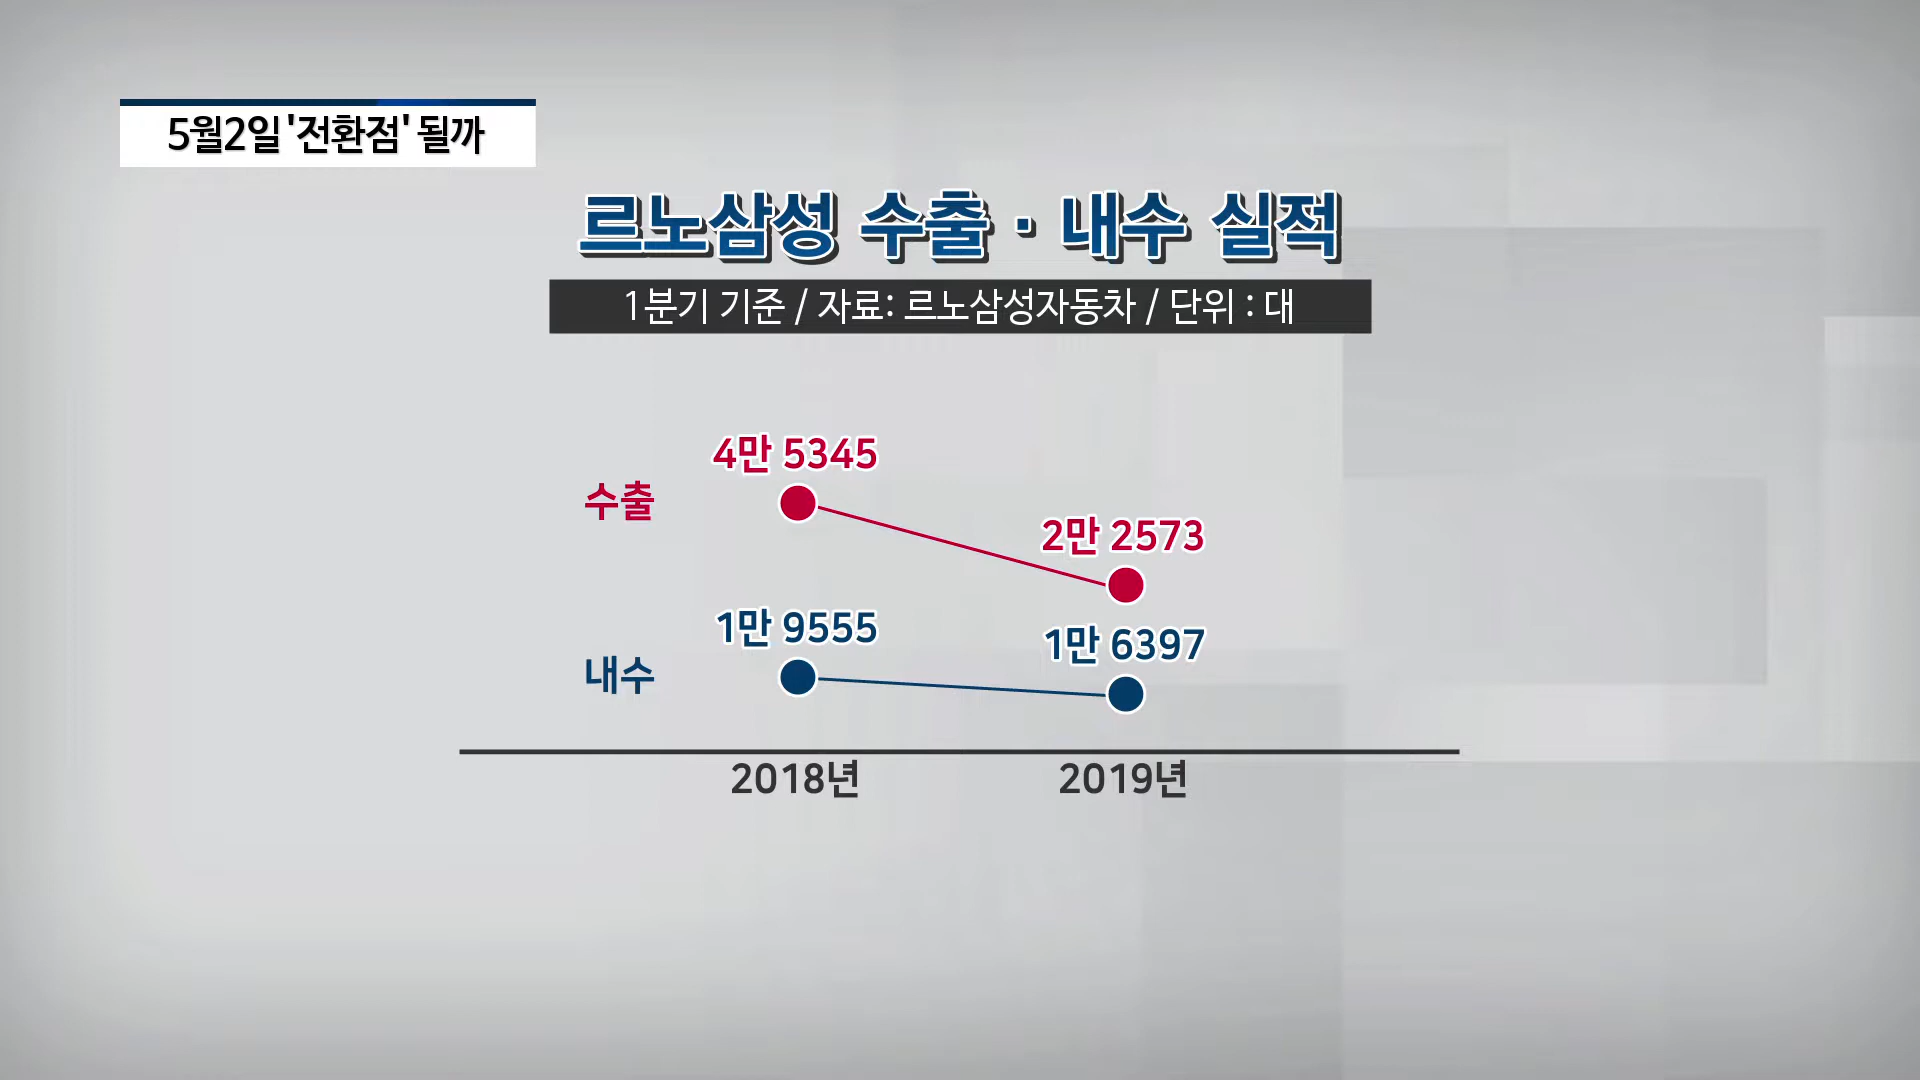 5월2일 '전환점' 될까
르노삼성 수출 · 내수 실적
1분기 기준 / 자료: 르노삼성자동차 / 단위 : 대
4만 5345
수출
2만 2573
1만 9555
1만 6397
내수
2018년 2019년